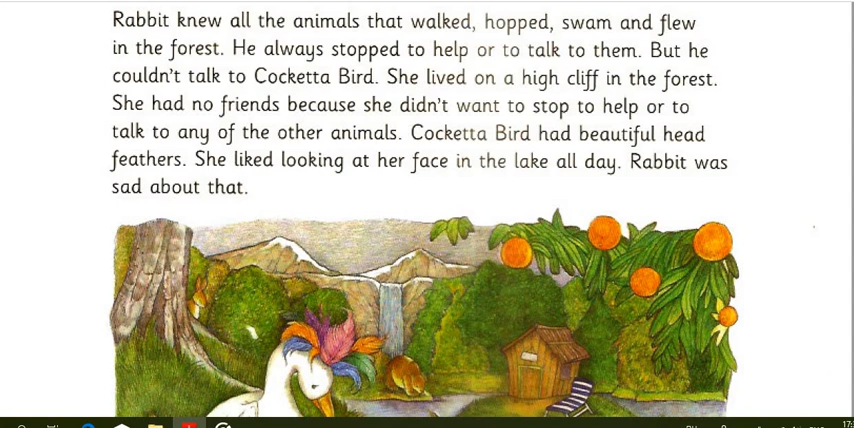 Rabbit knew all the animals that walked, hopped, swam and flew
in the forest. He always stopped to help or to talk to them. But he
couldn't talk to Cocketta Bird. She lived on a high cliff in the forest.
She had no friends because she didn't want to stop to help or to
talk to any of the other animals. Cocketta Bird had beautiful head
feathers. She liked looking at her face in the lake all day. Rabbit was
sad about that.